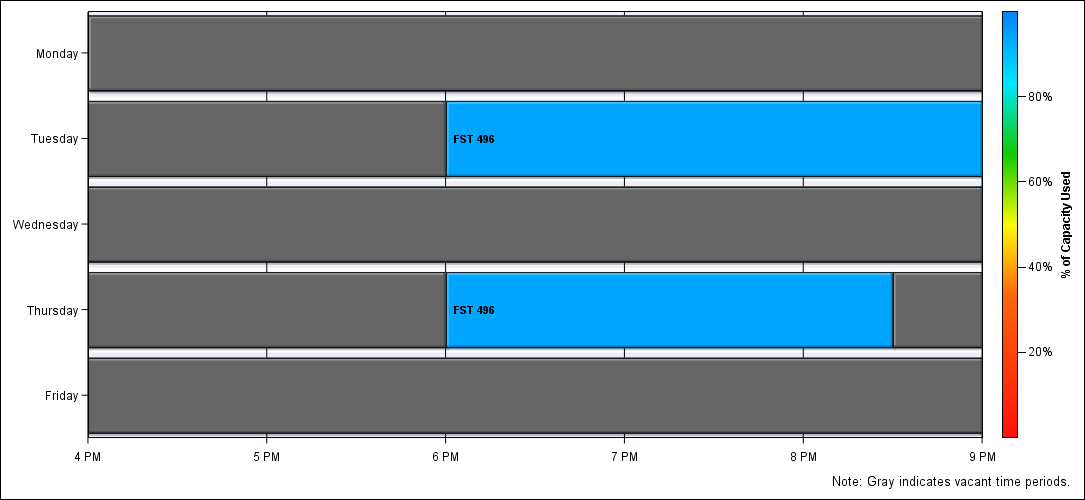 Monday
Tuesday
FST 496
Wednesday
Thursday
FST 496
Friday
4 PM
5 PM
6 PM
7 PM
8 PM
9 PM
80%
60%
40%
20%
% of Capacity Used
Note: Gray indicates vacant time periods.